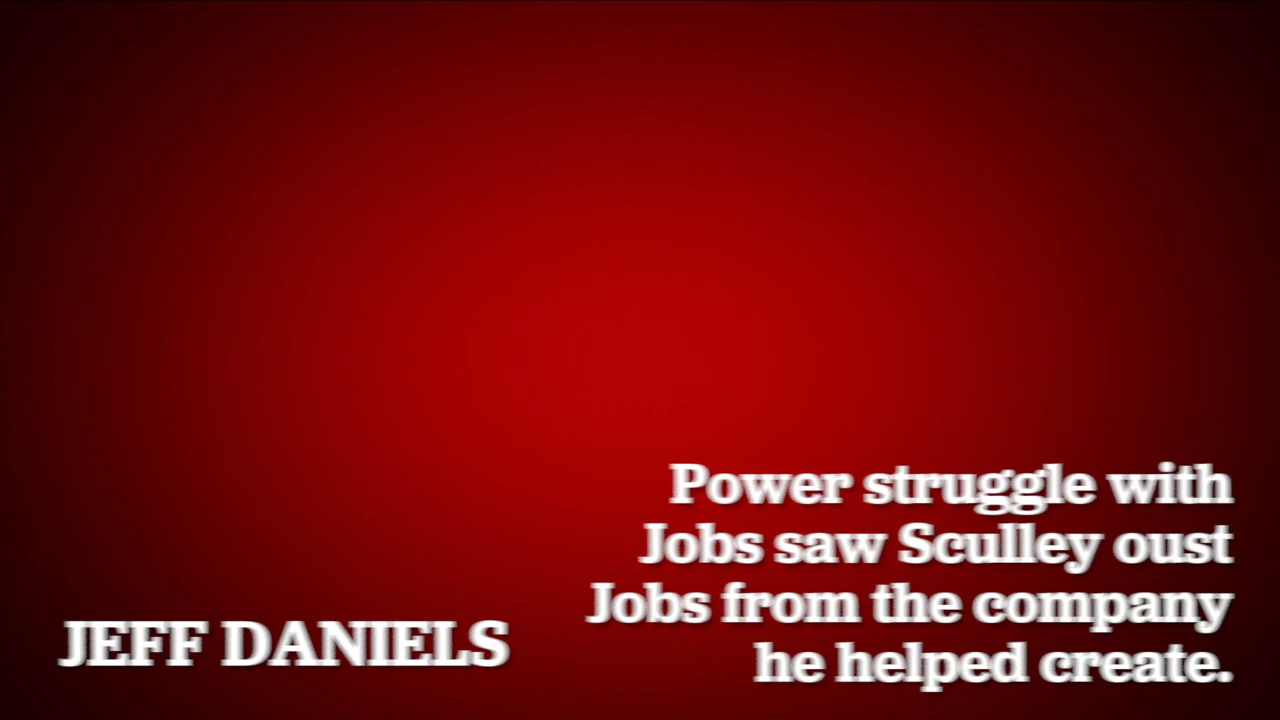 Power struggle with
Jobs saw Sculley oust
Jobs from the company
he helped create.
JEFF DANIELS